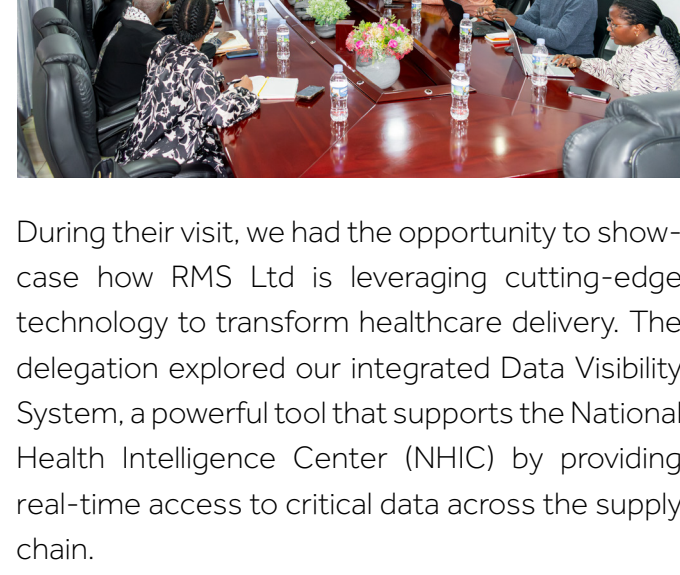 During their visit, we had the opportunity to show-
case how RMS Ltd is leveraging cutting-edge
technology to transform healthcare delivery. The
delegation explored our integrated Data Visibility
System, a powerful tool that supports the National
Health Intelligence Center (NHIC) by providing
real-time access to critical data across the supply
chain.